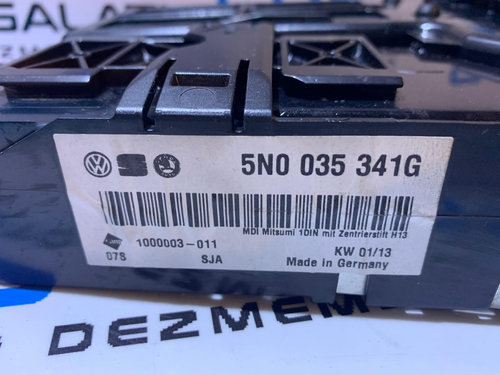 GALA
5N0 035 341G
MDI Mitsumi 1DIN mit Zentrierstift H13
1000003-011
07S
SJA
KW 01/13
Made in Germany
DEZMEM